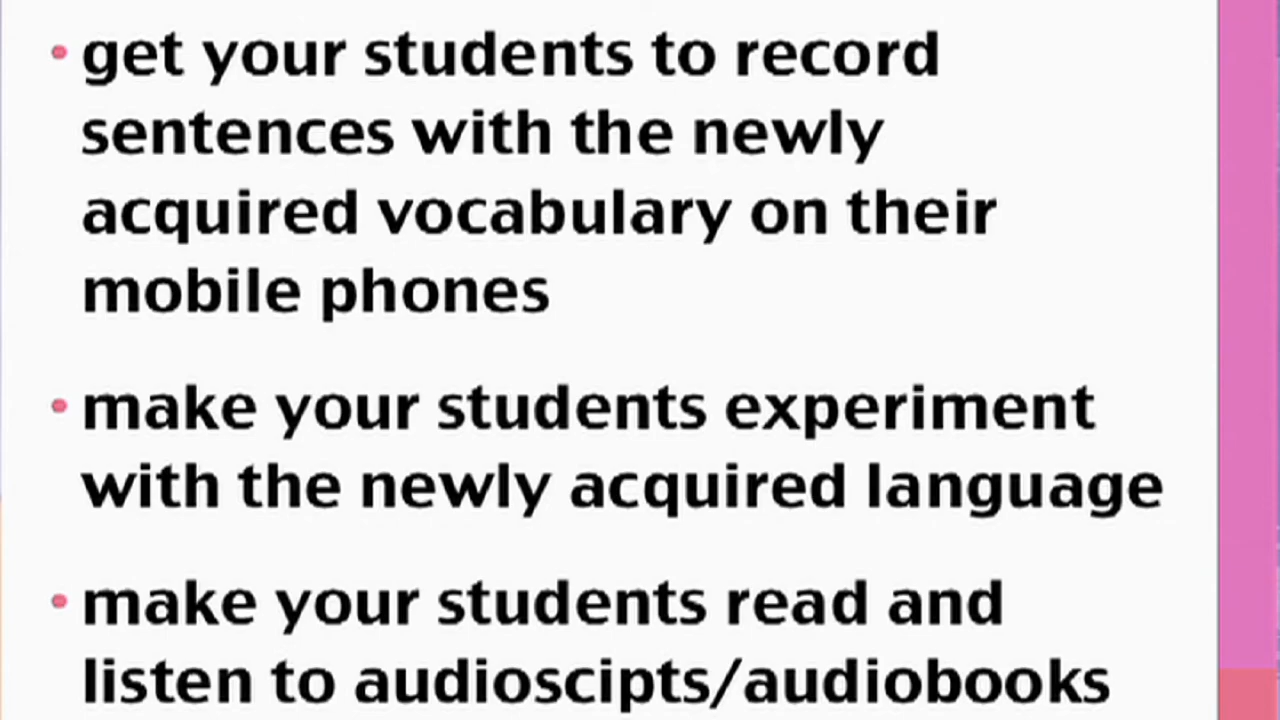 • get your students to record
sentences with the newly
acquired vocabulary on their
mobile phones
• make your students experiment
with the newly acquired language
• make your students read and
listen to audioscipts/audiobooks